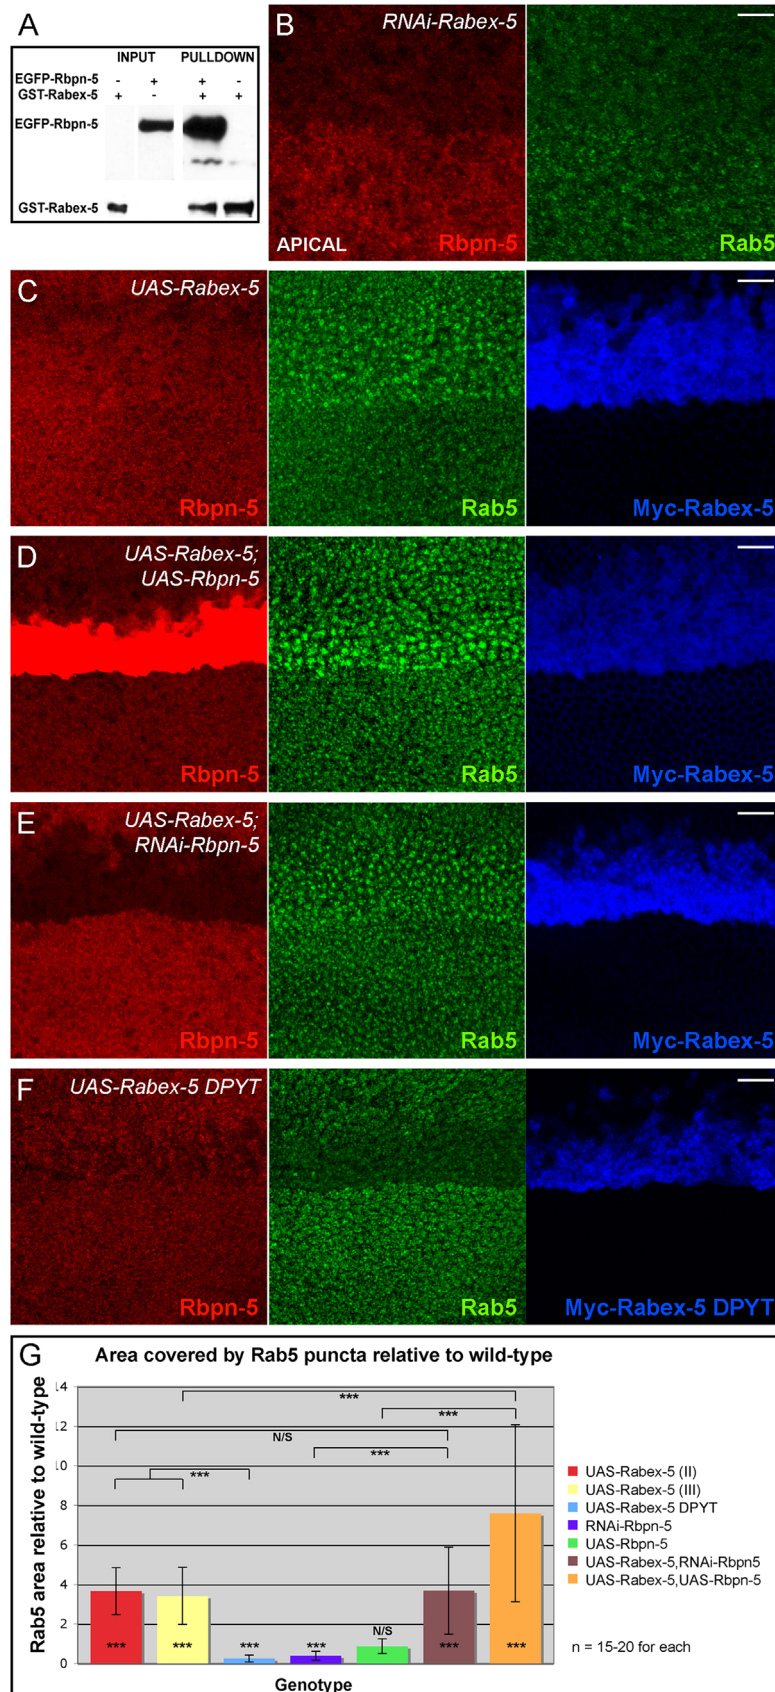 A
INPUT PULLDOWN
EGFP-Rbpn-5 - + + -
GST-Rabex-5 + - + +
EGFP-Rbpn-5
GST-Rabex-5
B
RNAi-Rabex-5
APICAL
Rbpn-5
Rab5
C
UAS-Rabex-5
Rbpn-5
Rab5
Myc-Rabex-5
D
UAS-Rabex-5;
UAS-Rbpn-5
Rbpn-5
Rab5
Myc-Rabex-5
E
UAS-Rabex-5;
RNAi-Rbpn-5
Rbpn-5
Rab5
Myc-Rabex-5
F
UAS-Rabex-5 DPYT
Rbpn-5
Rab5
Myc-Rabex-5 DPYT
G
Area covered by Rab5 puncta relative to wild-type
Rab5 area relative to wild-type
14
12
10
8
6
4
2
0
***
***
N/S
***
***
N/S
*** *** *** *** *** ***
Genotype
UAS-Rabex-5 (II)
UAS-Rabex-5 (III)
UAS-Rabex-5 DPYT
RNAi-Rbpn-5
UAS-Rbpn-5
UAS-Rabex-5,RNAi-Rbpn5
UAS-Rabex-5,UAS-Rbpn-5
n = 15-20 for each